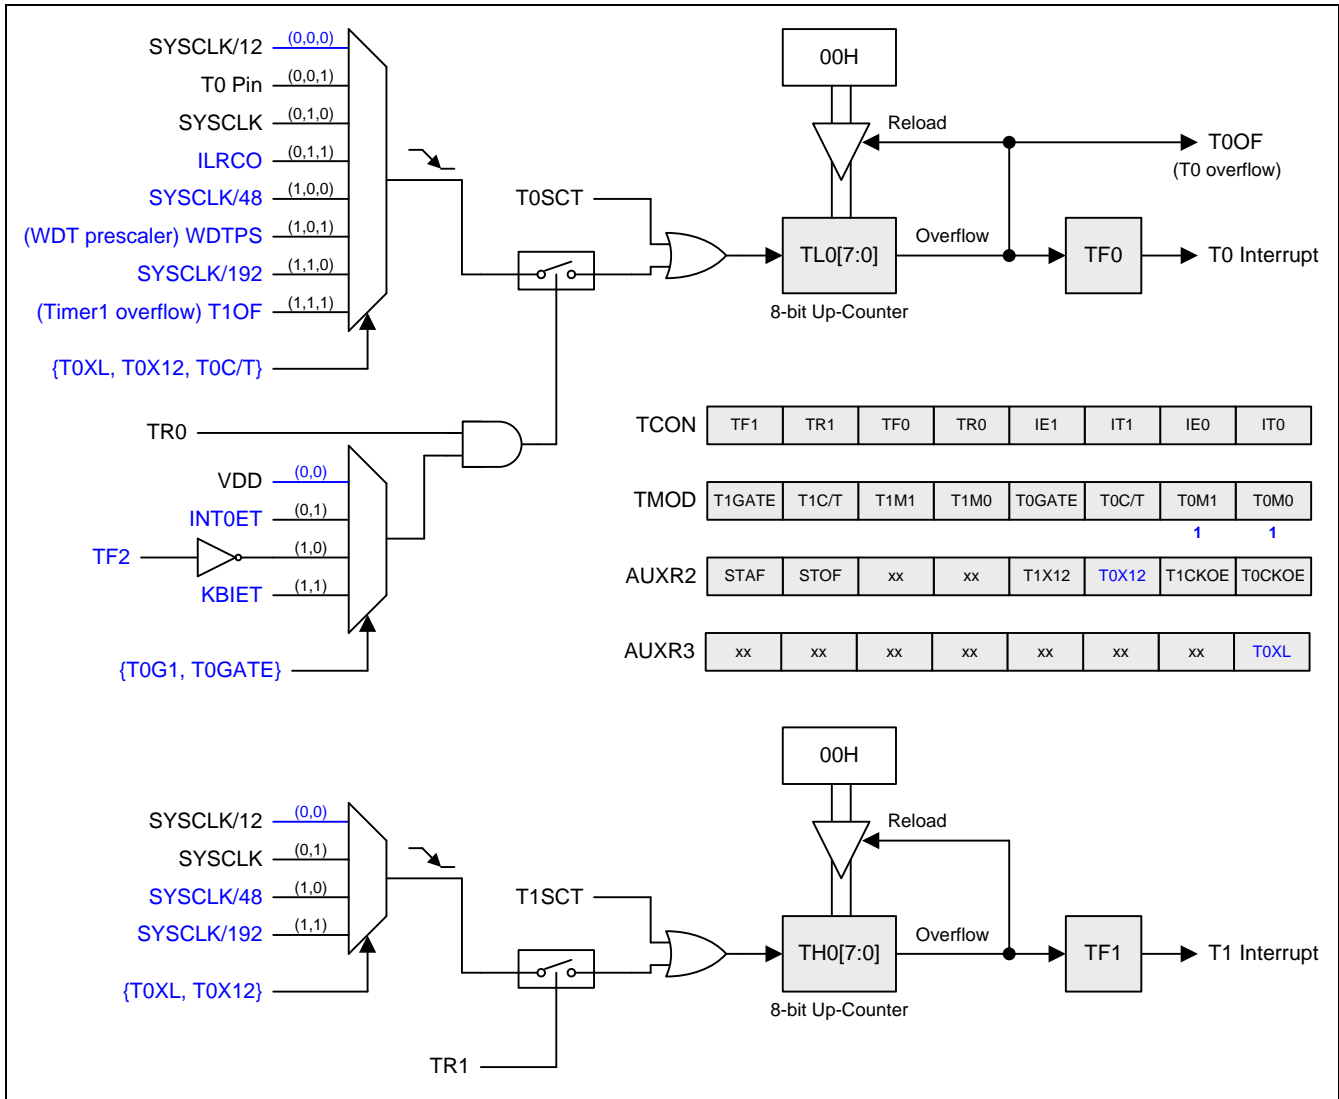 SYSCLK/12 (0,0,0)
T0 Pin (0,0,1)
SYSCLK (0,1,0)
ILRCO (0,1,1)
SYSCLK/48 (1,0,0)
(WDT prescaler) WDTPS (1,0,1)
SYSCLK/192 (1,1,0)
(Timer1 overflow) T1OF (1,1,1)
{T0XL, T0X12, T0C/T}
00H
Reload
T0OF
(T0 overflow)
T0SCT
TL0[7:0]
Overflow
TF0
T0 Interrupt
8-bit Up-Counter
TR0
VDD (0,0)
INT0ET (0,1)
TF2 (1,0)
KBIET (1,1)
{T0G1, T0GATE}
TCON TF1 TR1 TF0 TR0 IE1 IT1 IE0 IT0
TMOD T1GATE T1C/T T1M1 T1M0 T0GATE T0C/T T0M1 T0M0
1 1
AUXR2 STAF STOF xx xx T1X12 T0X12 T1CKOE T0CKOE
AUXR3 xx xx xx xx xx xx xx T0XL
SYSCLK/12 (0,0)
SYSCLK (0,1)
SYSCLK/48 (1,0)
SYSCLK/192 (1,1)
{T0XL, T0X12}
00H
Reload
T1SCT
TH0[7:0]
Overflow
TF1
T1 Interrupt
8-bit Up-Counter
TR1